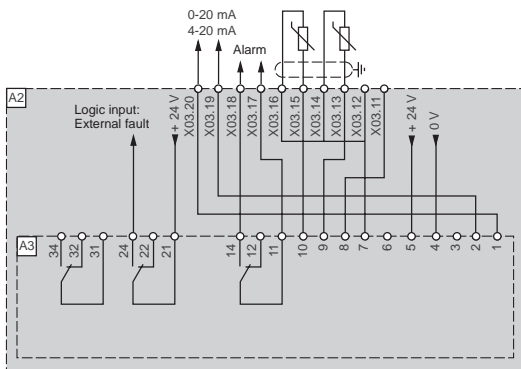 0-20 mA
4-20 mA
Alarm
A2
Logic input:
External fault
+ 24 V
X03.20
X03.19
X03.18
X03.17
X03.16
X03.15
X03.14
X03.13
X03.12
X03.11
+ 24 V
0 V
A3
34
32
31
24
22
21
14
12
11
10
9
8
7
6
5
4
3
2
1